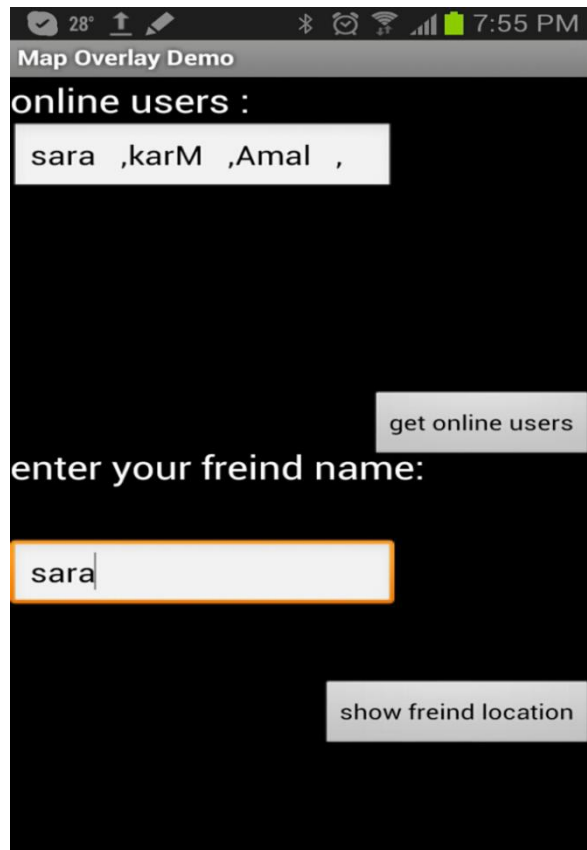 28° 7:55 PM
Map Overlay Demo
online users :
sara ,karM ,Amal ,
get online users
enter your freind name:
sara
show freind location